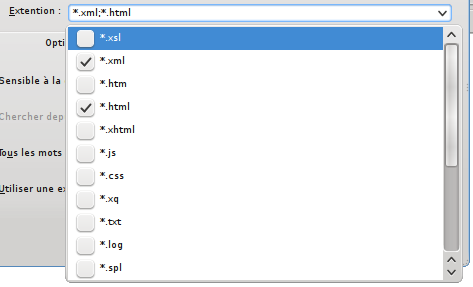 Extention : *.xml;*.html
*.xsl
Opti
*.xml
Sensible à la
*.htm
*.html
Chercher dep
*.xhtml
Tous les mots
*.js
*.css
Utiliser une ex
*.xq
*.txt
*.log
*.spl